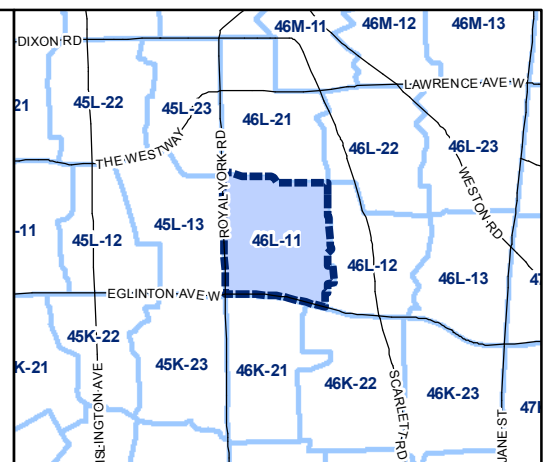 46M-11
46M-12
46M-13
DIXON RD
LAWRENCE AVE W
21
45L-22
45L-23
46L-21
46L-22
46L-23
THE WESTWAY
ROYAL YORK RD
WESTON RD
-11
45L-12
45L-13
46L-11
46L-12
46L-13
EGLINTON AVE W
45K-22
K-21
45K-23
46K-21
46K-22
46K-23
ISLINGTON AVE
SCARLETT RD
JANE ST